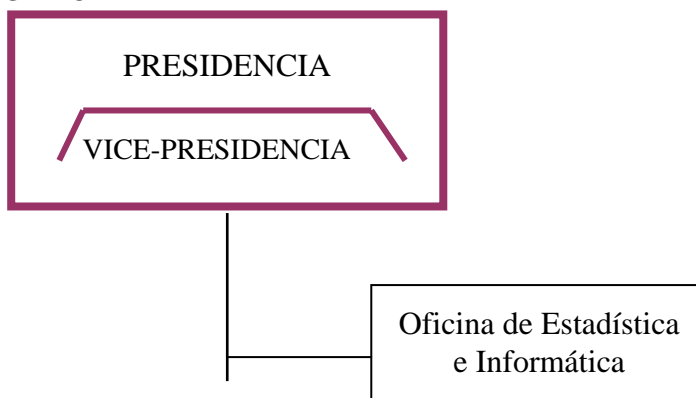 PRESIDENCIA
VICE-PRESIDENCIA
Oficina de Estadística
e Informática